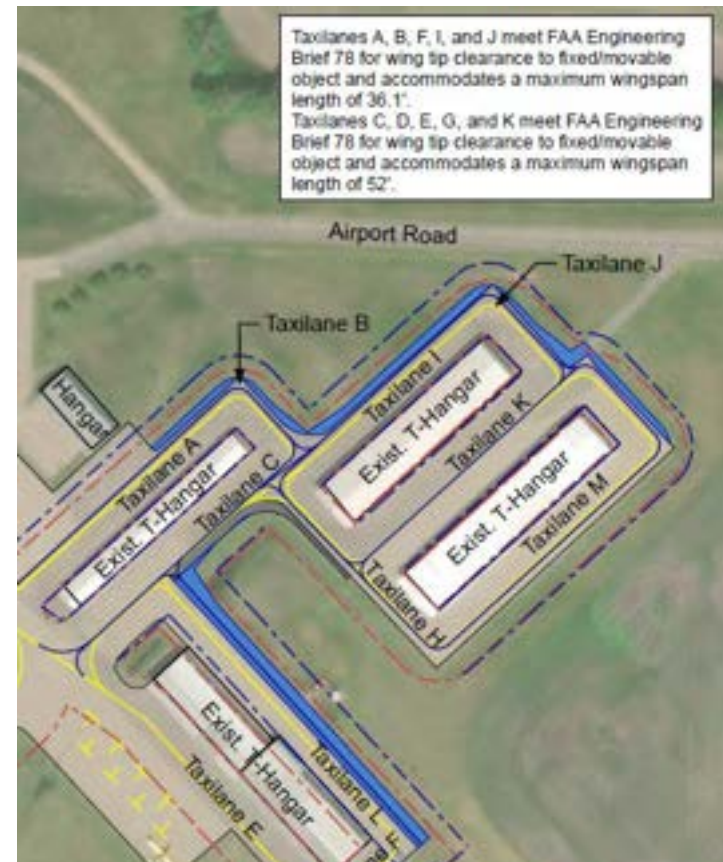 Taxilanes A, B, F, I, and J meet FAA Engineering
Brief 78 for wing tip clearance to fixed/movable
object and accommodates a maximum wingspan
length of 36.1'.
Taxilanes C, D, E, G, and K meet FAA Engineering
Brief 78 for wing tip clearance to fixed/movable
object and accommodates a maximum wingspan
length of 52'.
Airport Road
Taxilane J
Taxilane B
Hangar
Taxilane I
Exist. T-Hangar
Taxilane K
Taxilane A
Exist. T-Hangar
Taxilane C
Exist. T-Hangar
Taxilane M
Taxilane H
Exist. T-Hangar
Taxilane L
Taxilane E